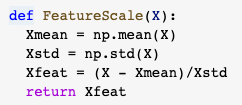 def FeatureScale(X):
    Xmean = np.mean(X)
    Xstd = np.std(X)
    Xfeat = (X - Xmean)/Xstd
    return Xfeat